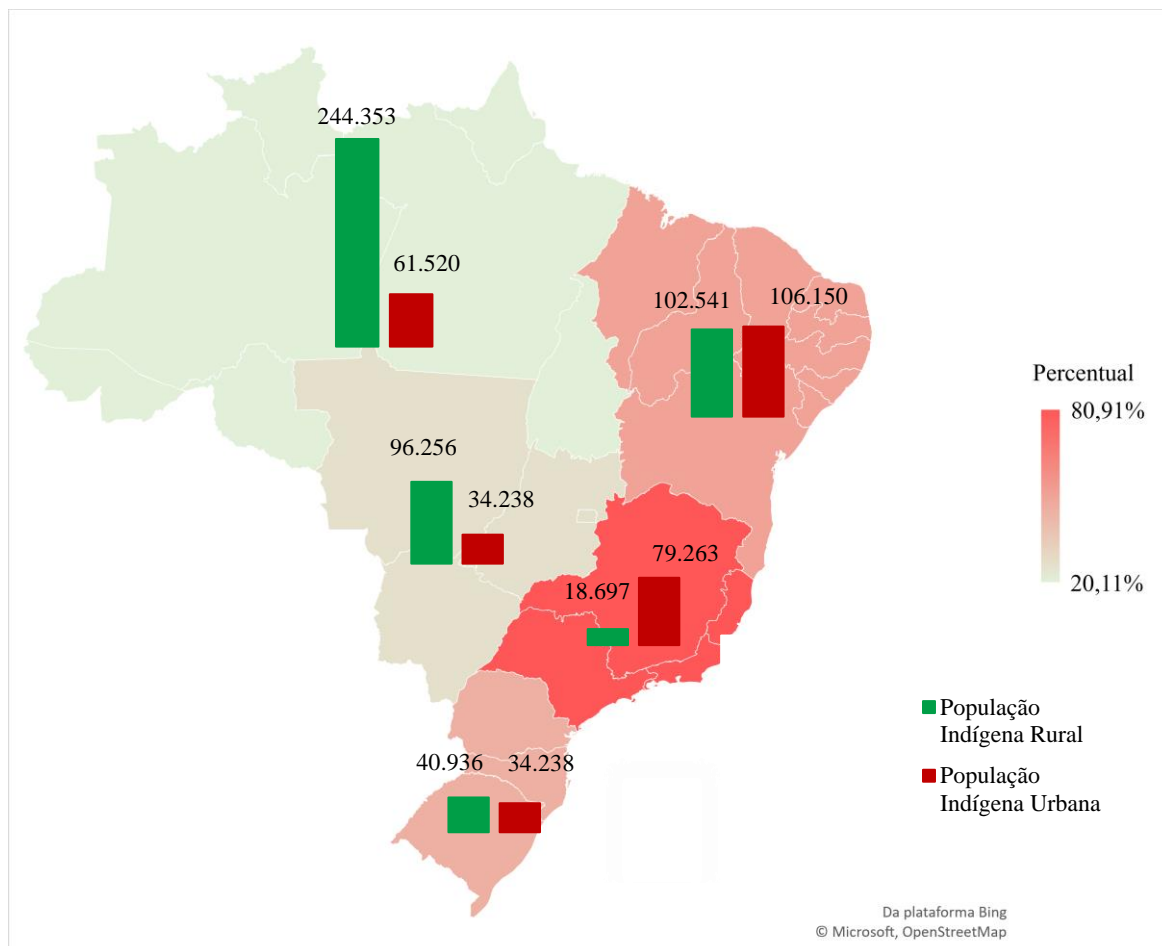 244.353
61.520
102.541
106.150
Percentual
80,91%
96.256
34.238
79.263
18.697
20,11%
População
Indígena Rural
40.936
34.238
População
Indígena Urbana
Da plataforma Bing
© Microsoft, OpenStreetMap